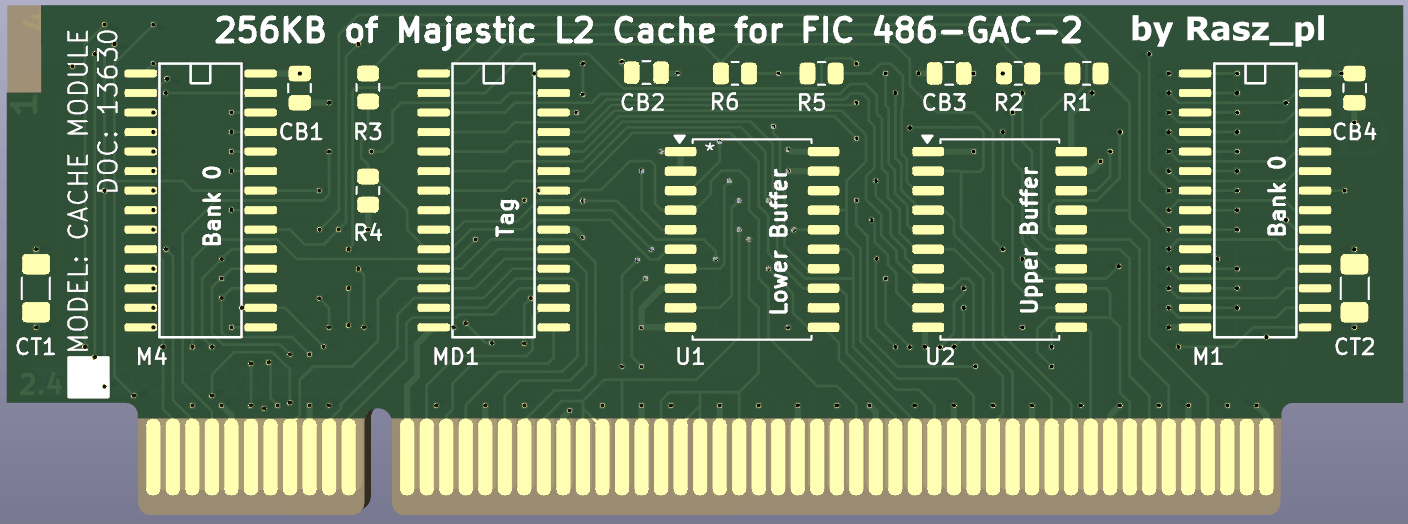 256KB of Majestic L2 Cache for FIC 486-GAC-2 by Rasz_pl
MODEL: CACHE MODULE
DOC: 13630
CB1
R3
R4
CB2
R6
R5
CB3
R2
R1
CB4
Bank 0
Tag
*
Lower Buffer
Upper Buffer
Bank 0
CT1
M4
MD1
U1
U2
M1
CT2
2.4
1